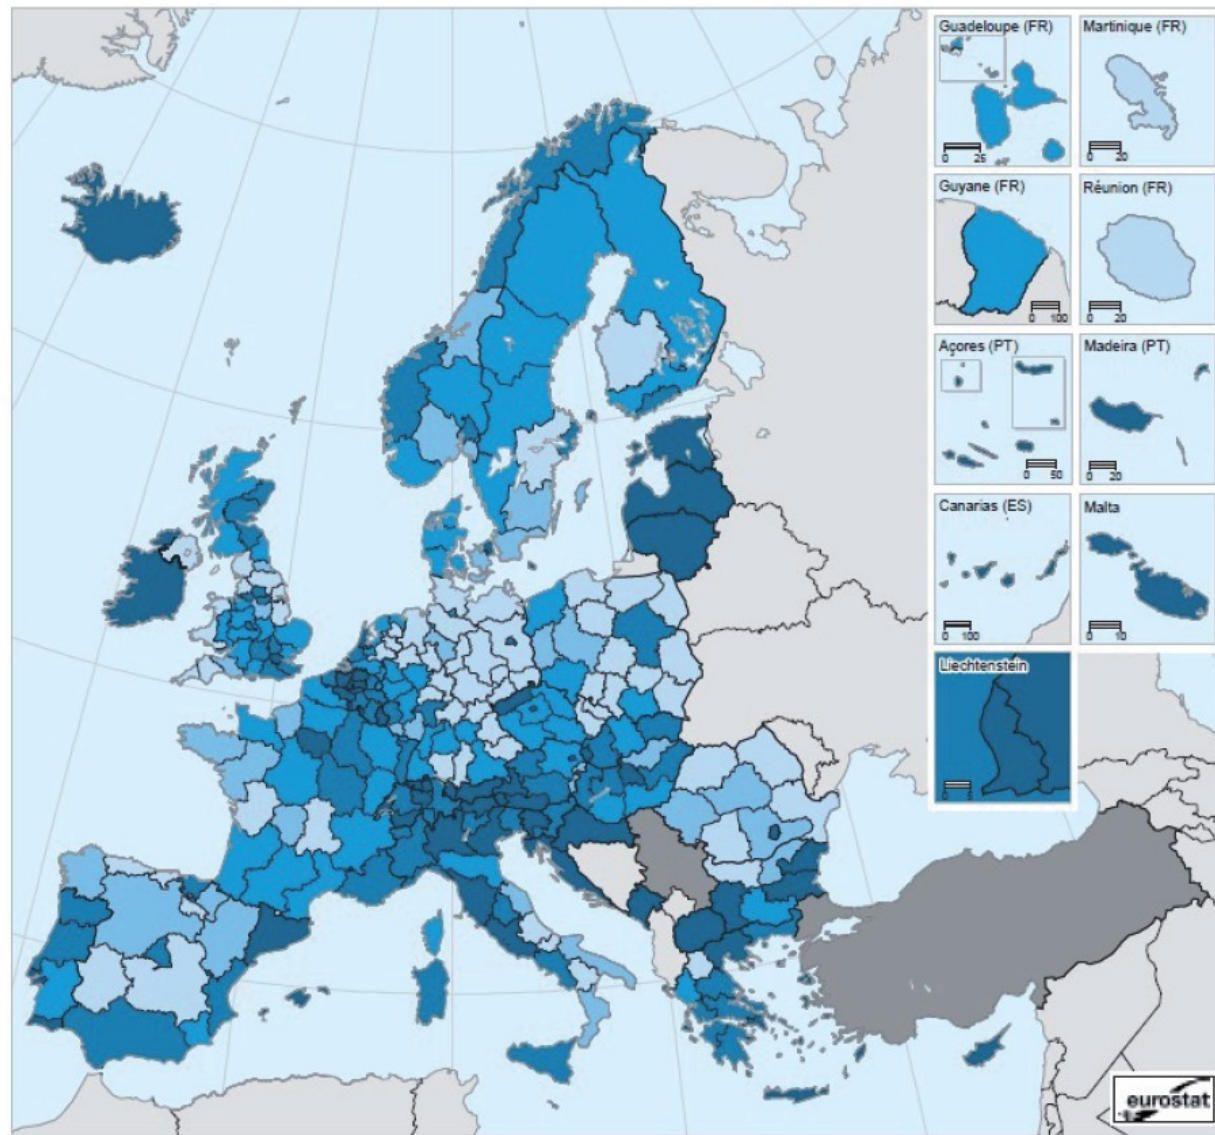 Guadeloupe (FR)
0 25
Martinique (FR)
0 20
Guyane (FR)
0 100
Réunion (FR)
0 20
Açores (PT)
0 50
Madeira (PT)
0 20
Canarias (ES)
0 100
Malta
0 10
Liechtenstein
eurostat